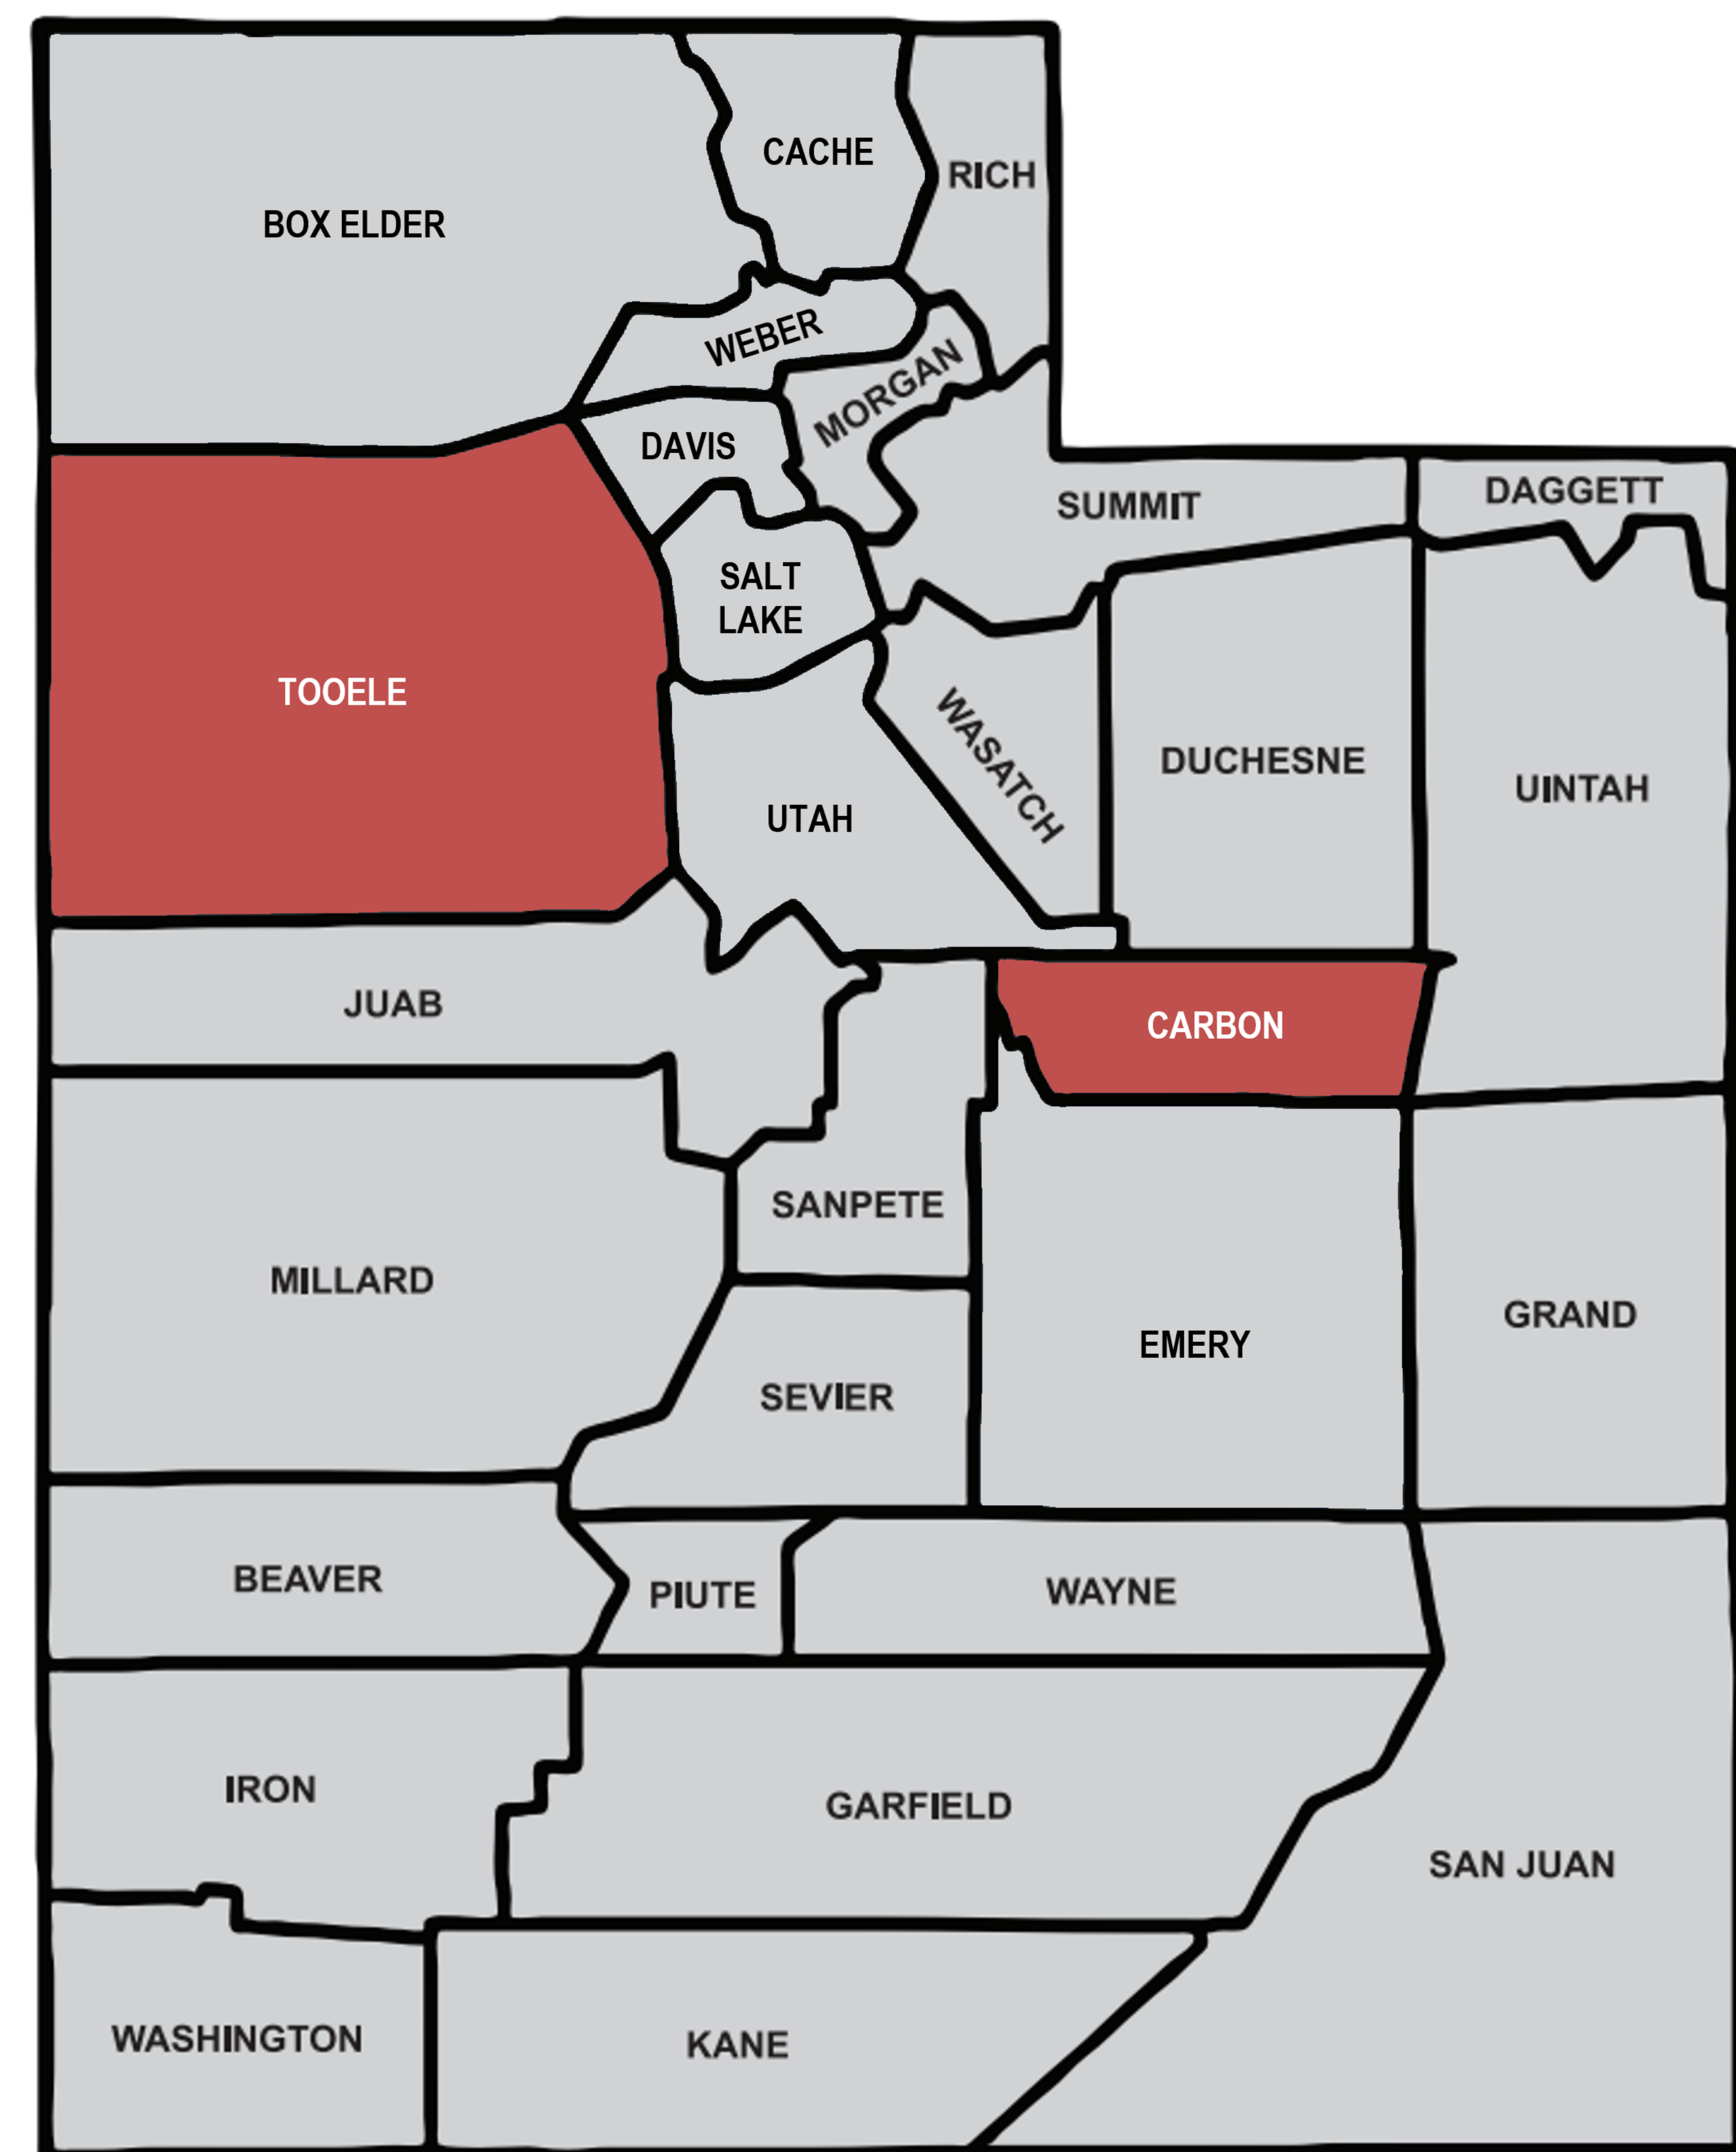 CACHE
RICH
BOX ELDER
WEBER
MORGAN
DAVIS
SUMMIT
DAGGETT
SALT
LAKE
TOOELE
WASATCH
DUCHESNE
UINTAH
UTAH
JUAB
CARBON
SANPETE
MILLARD
GRAND
EMERY
SEVIER
BEAVER
PIUTE
WAYNE
IRON
GARFIELD
SAN JUAN
WASHINGTON
KANE